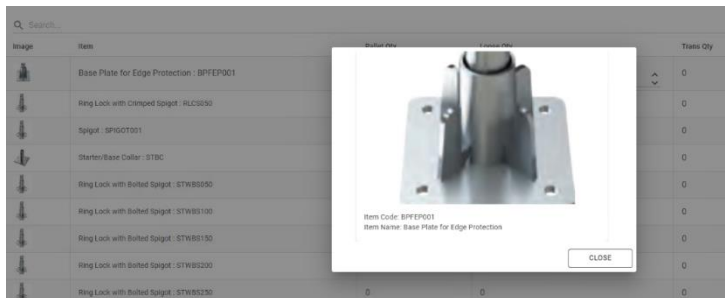 Search...
Image Item Pallet Qty Loose Qty Trans Qty
Base Plate for Edge Protection : BPFEP001 0
Ring Lock with Crimped Spigot : RLCS050 0
Spigot : SPIGOT001 0
Starter/Base Collar : STBC 0
Ring Lock with Bolted Spigot : STWBS050 0
Ring Lock with Bolted Spigot : STWBS100 0
Ring Lock with Bolted Spigot : STWBS150 0
Ring Lock with Bolted Spigot : STWBS200 0
Ring Lock with Bolted Spigot : STWBS250 0 0 0
Item Code: BPFEP001
Item Name: Base Plate for Edge Protection
CLOSE